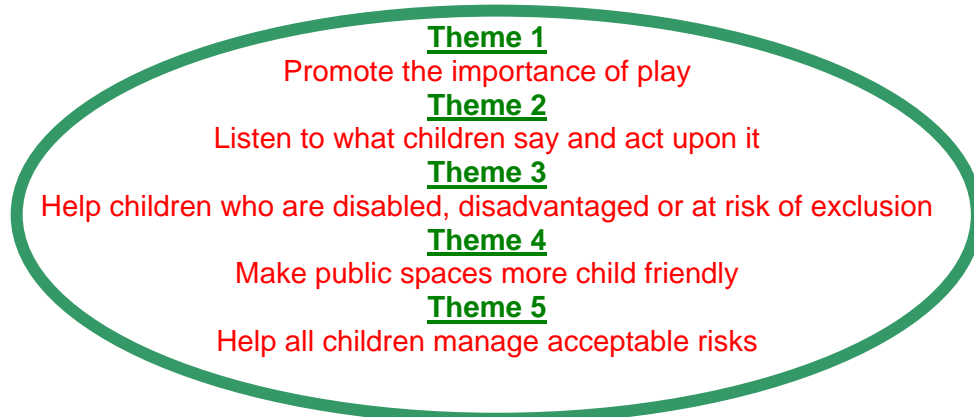 Theme 1
Promote the importance of play
Theme 2
Listen to what children say and act upon it
Theme 3
Help children who are disabled, disadvantaged or at risk of exclusion
Theme 4
Make public spaces more child friendly
Theme 5
Help all children manage acceptable risks